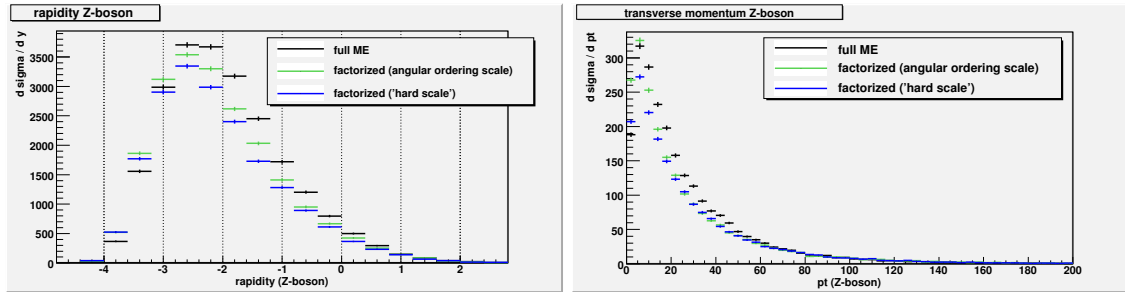 rapidity Z-boson
d sigma / d y
3500
3000
2500
2000
1500
1000
500
0
full ME
factorized (angular ordering scale)
factorized ('hard scale')
-4 -3 -2 -1 0 1 2
rapidity (Z-boson)
transverse momentum Z-boson
d sigma / d pt
300
250
200
150
100
50
0
full ME
factorized (angular ordering scale)
factorized ('hard scale')
0 20 40 60 80 100 120 140 160 180 200
pt (Z-boson)